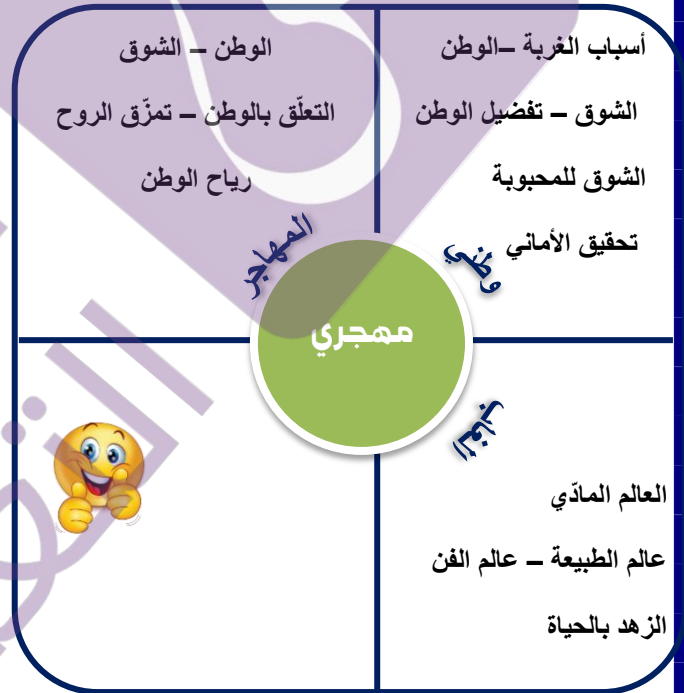 أسباب الغربة –الوطن
الشوق – تفضيل الوطن
الشوق للمحبوبة
تحقيق الأماني
وطني
الوطن – الشوق
التعلّق بالوطن – تمزّق الروح
رياح الوطن
المهاجر
مهجري
الغاب
العالم المادّي
عالم الطبيعة – عالم الفن
الزهد بالحياة